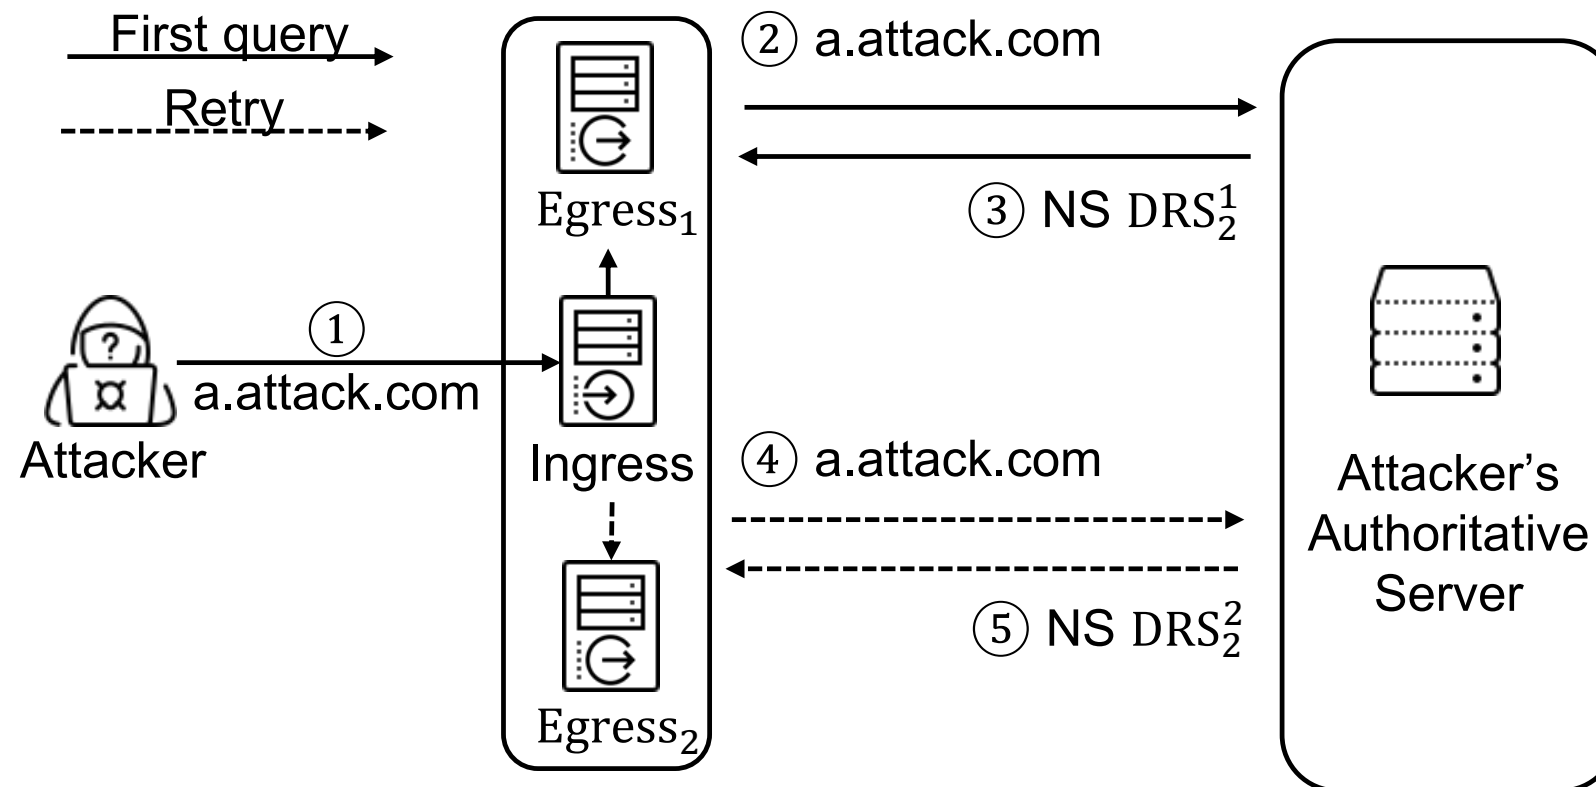 First query
Retry
② a.attack.com
③ NS DRS₂¹
Egress₁
①
a.attack.com
Attacker
Ingress
④ a.attack.com
⑤ NS DRS₂²
Egress₂
Attacker’s
Authoritative
Server
?